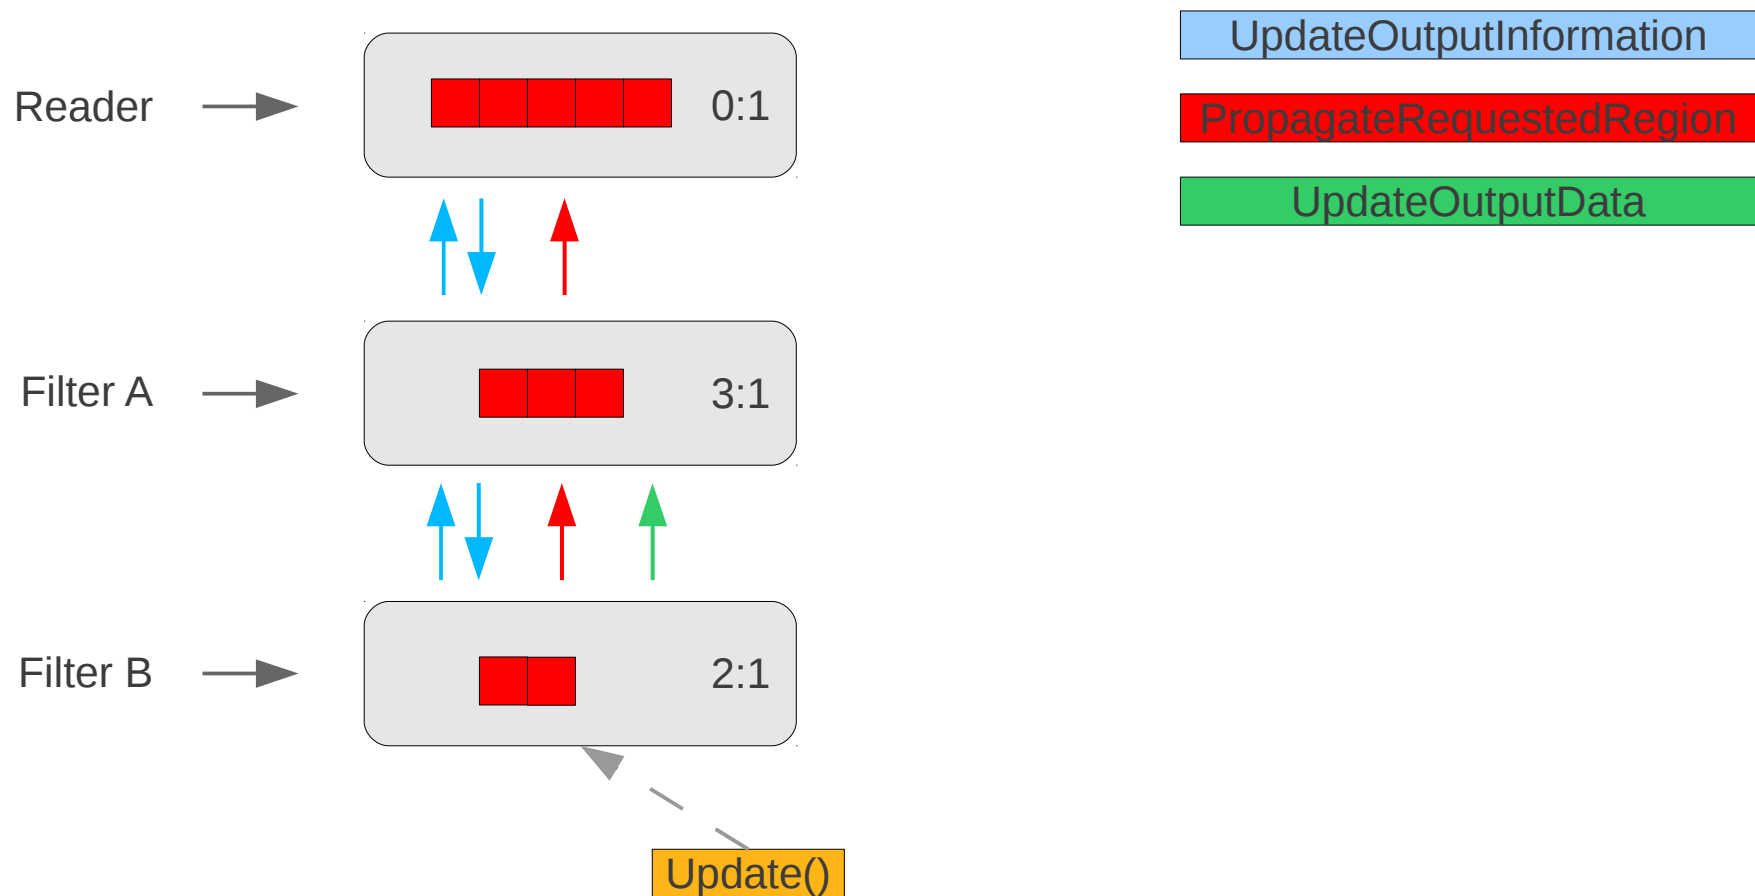 UpdateOutputInformation
Reader
0:1
PropagateRequestedRegion
UpdateOutputData
Filter A
3:1
Filter B
2:1
Update()